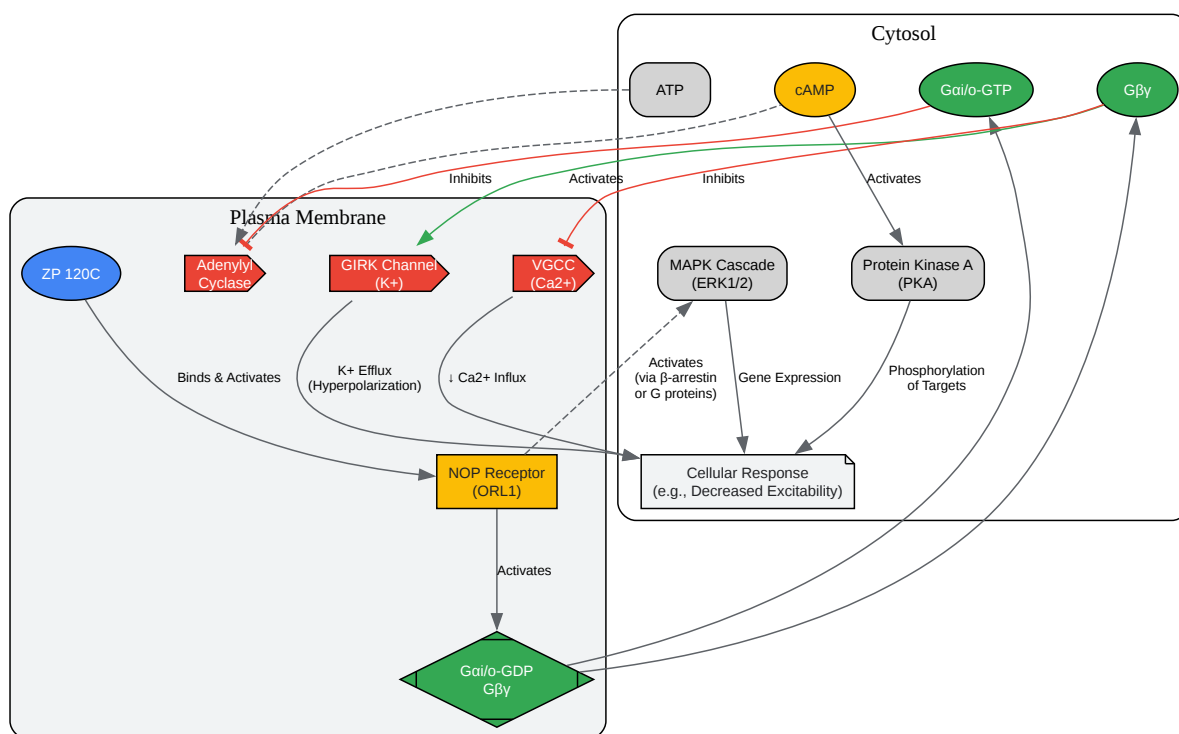 Cytosol
ATP
cAMP
Gαi/o-GTP
Gβγ
Inhibits
Activates
Inhibits
Activates
Plasma Membrane
ZP 120C
Adenylyl
Cyclase
GIRK Channel
(K+)
VGCC
(Ca2+)
MAPK Cascade
(ERK1/2)
Protein Kinase A
(PKA)
Binds & Activates
K+ Efflux
(Hyperpolarization)
↓ Ca2+ Influx
Activates
(via β-arrestin
or G proteins)
Gene Expression
Phosphorylation
of Targets
NOP Receptor
(ORL1)
Cellular Response
(e.g., Decreased Excitability)
Activates
Gαi/o-GDP
Gβγ